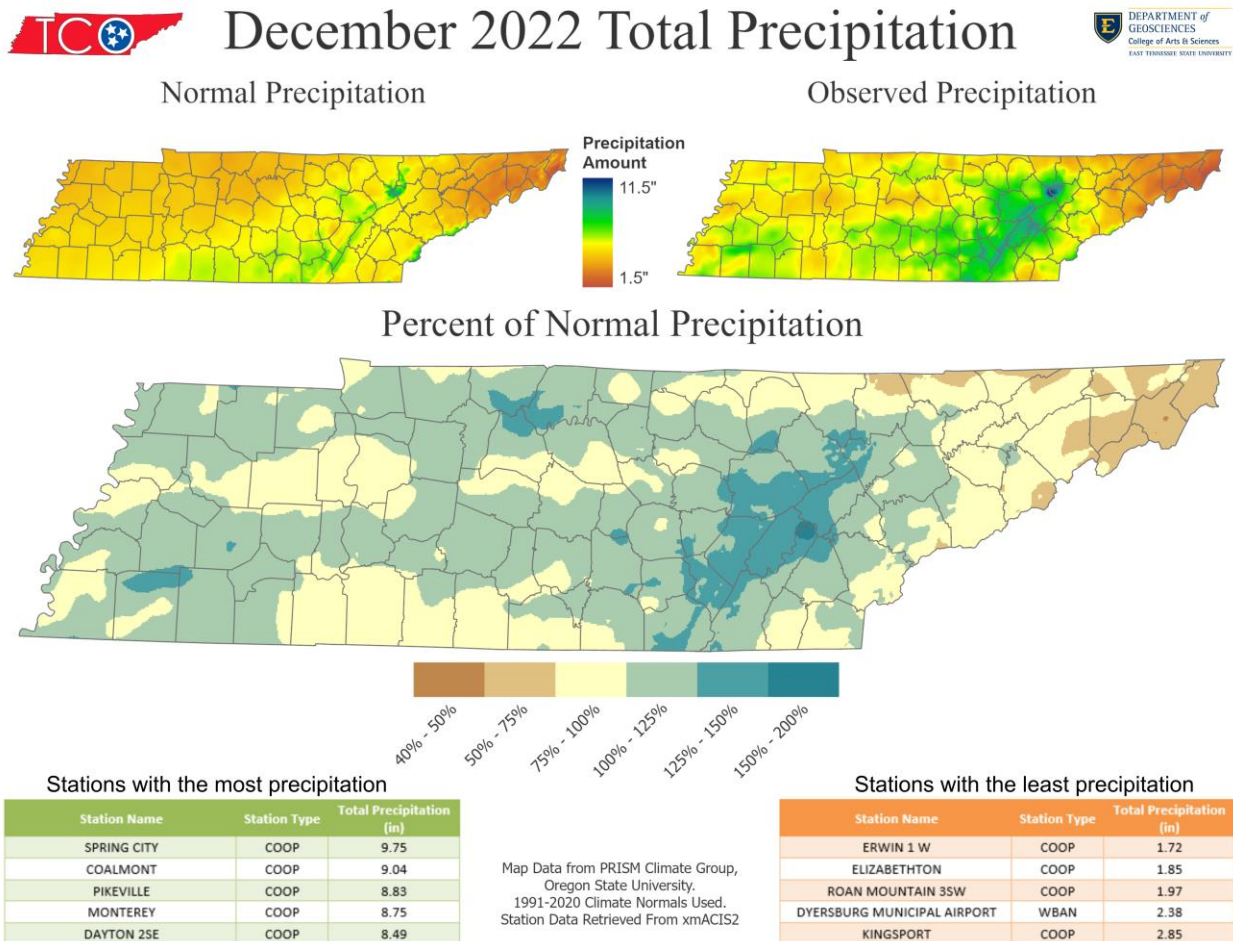 TCO
December 2022 Total Precipitation
DEPARTMENT of
GEOSCIENCES
College of Arts & Sciences
EAST TENNESSEE STATE UNIVERSITY
Normal Precipitation
Observed Precipitation
Precipitation
Amount
11.5"
1.5"
Percent of Normal Precipitation
40% - 50%
50% - 75%
75% - 100%
100% - 125%
125% - 150%
150% - 200%
Stations with the most precipitation
Station Name Station Type Total Precipitation (in)
SPRING CITY COOP 9.75
COALMONT COOP 9.04
PIKEVILLE COOP 8.83
MONTEREY COOP 8.75
DAYTON 2SE COOP 8.49
Map Data from PRISM Climate Group,
Oregon State University.
1991-2020 Climate Normals Used.
Station Data Retrieved From xmACIS2
Stations with the least precipitation
Station Name Station Type Total Precipitation (in)
ERWIN 1 W COOP 1.72
ELIZABETHTON COOP 1.85
ROAN MOUNTAIN 3SW COOP 1.97
DYERSBURG MUNICIPAL AIRPORT WBAN 2.38
KINGSPORT COOP 2.85